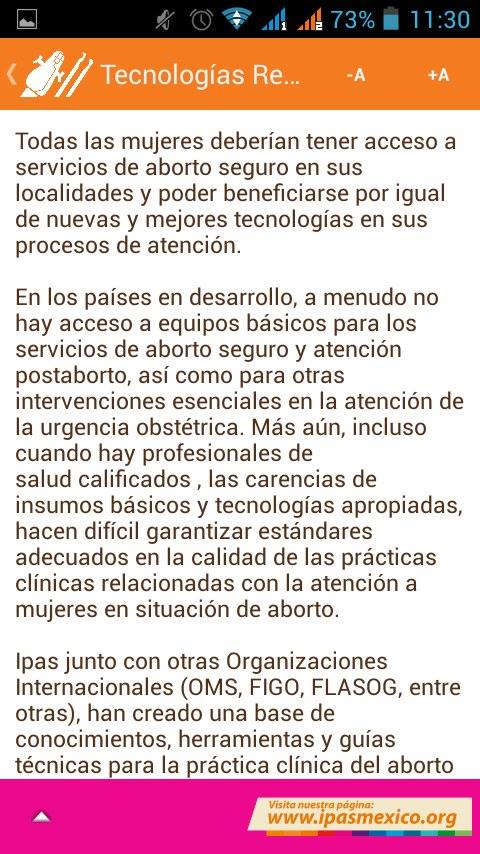 73% 11:30
Tecnologías Re... -A +A
Todas las mujeres deberían tener acceso a
servicios de aborto seguro en sus
localidades y poder beneficiarse por igual
de nuevas y mejores tecnologías en sus
procesos de atención.
En los países en desarrollo, a menudo no
hay acceso a equipos básicos para los
servicios de aborto seguro y atención
postaborto, así como para otras
intervenciones esenciales en la atención de
la urgencia obstétrica. Más aún, incluso
cuando hay profesionales de
salud calificados , las carencias de
insumos básicos y tecnologías apropiadas,
hacen difícil garantizar estándares
adecuados en la calidad de las prácticas
clínicas relacionadas con la atención a
mujeres en situación de aborto.
Ipas junto con otras Organizaciones
Internacionales (OMS, FIGO, FLASOG, entre
otras), han creado una base de
conocimientos, herramientas y guías
técnicas para la práctica clínica del aborto
Visita nuestra página:
www.ipasmexico.org